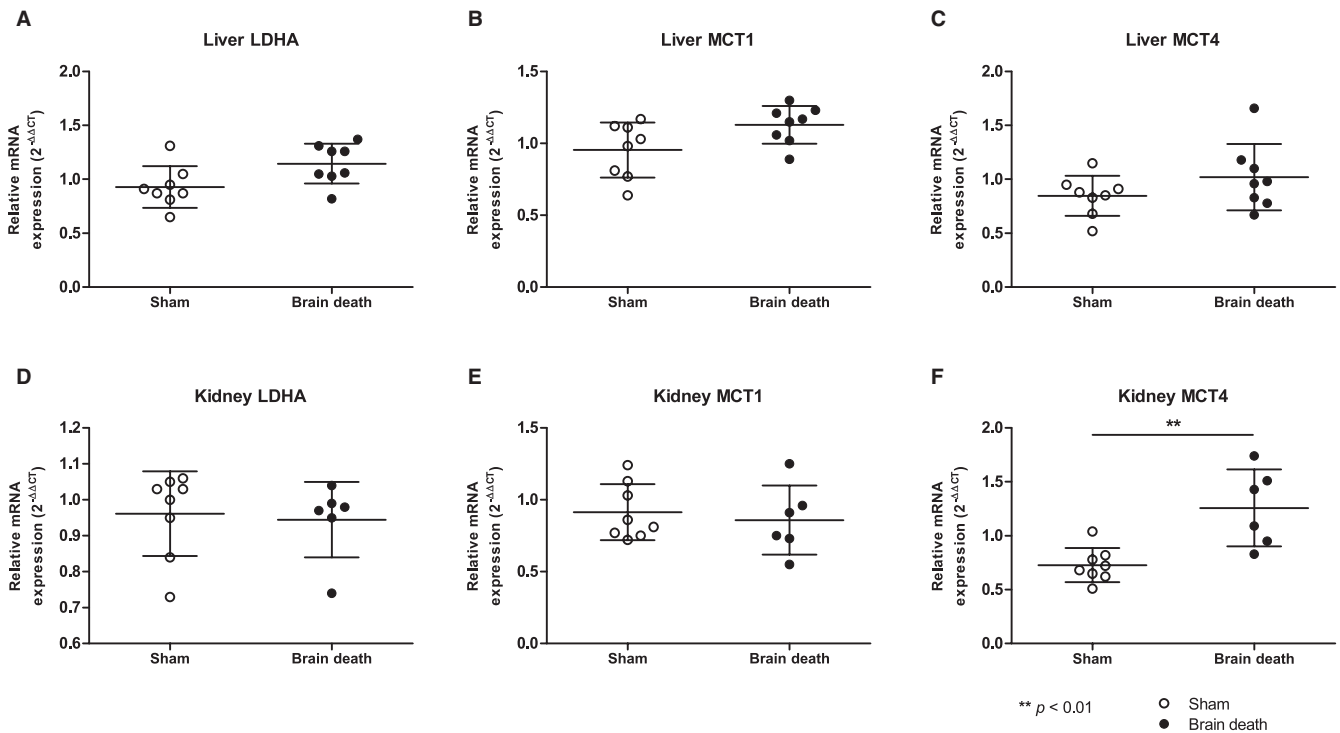 A
Liver LDHA
Relative mRNA
expression (2-ΔΔCT)
2.0
1.5
1.0
0.5
0.0
Sham
Brain death
B
Liver MCT1
Relative mRNA
expression (2-ΔΔCT)
1.5
1.0
0.5
0.0
Sham
Brain death
C
Liver MCT4
Relative mRNA
expression (2-ΔΔCT)
2.0
1.5
1.0
0.5
0.0
Sham
Brain death
D
Kidney LDHA
Relative mRNA
expression (2-ΔΔCT)
1.2
1.1
1.0
0.9
0.8
0.7
0.6
Sham
Brain death
E
Kidney MCT1
Relative mRNA
expression (2-ΔΔCT)
1.5
1.0
0.5
0.0
Sham
Brain death
F
Kidney MCT4
Relative mRNA
expression (2-ΔΔCT)
2.0
1.5
1.0
0.5
0.0
**
Sham
Brain death
** p < 0.01
Sham
Brain death